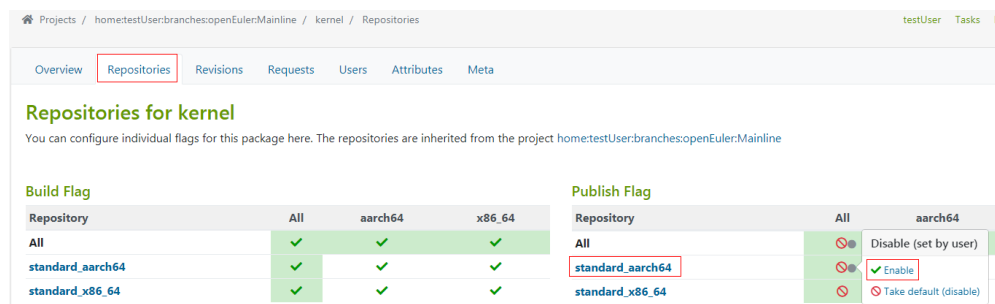 Projects / home:testUser:branches:openEuler:Mainline / kernel / Repositories testUser Tasks
Overview Repositories Revisions Requests Users Attributes Meta
Repositories for kernel
You can configure individual flags for this package here. The repositories are inherited from the project home:testUser:branches:openEuler:Mainline
Build Flag
Repository All aarch64 x86_64
All
standard_aarch64
standard_x86_64
Publish Flag
Repository All aarch64
All
standard_aarch64
standard_x86_64
Disable (set by user)
Enable
Take default (disable)